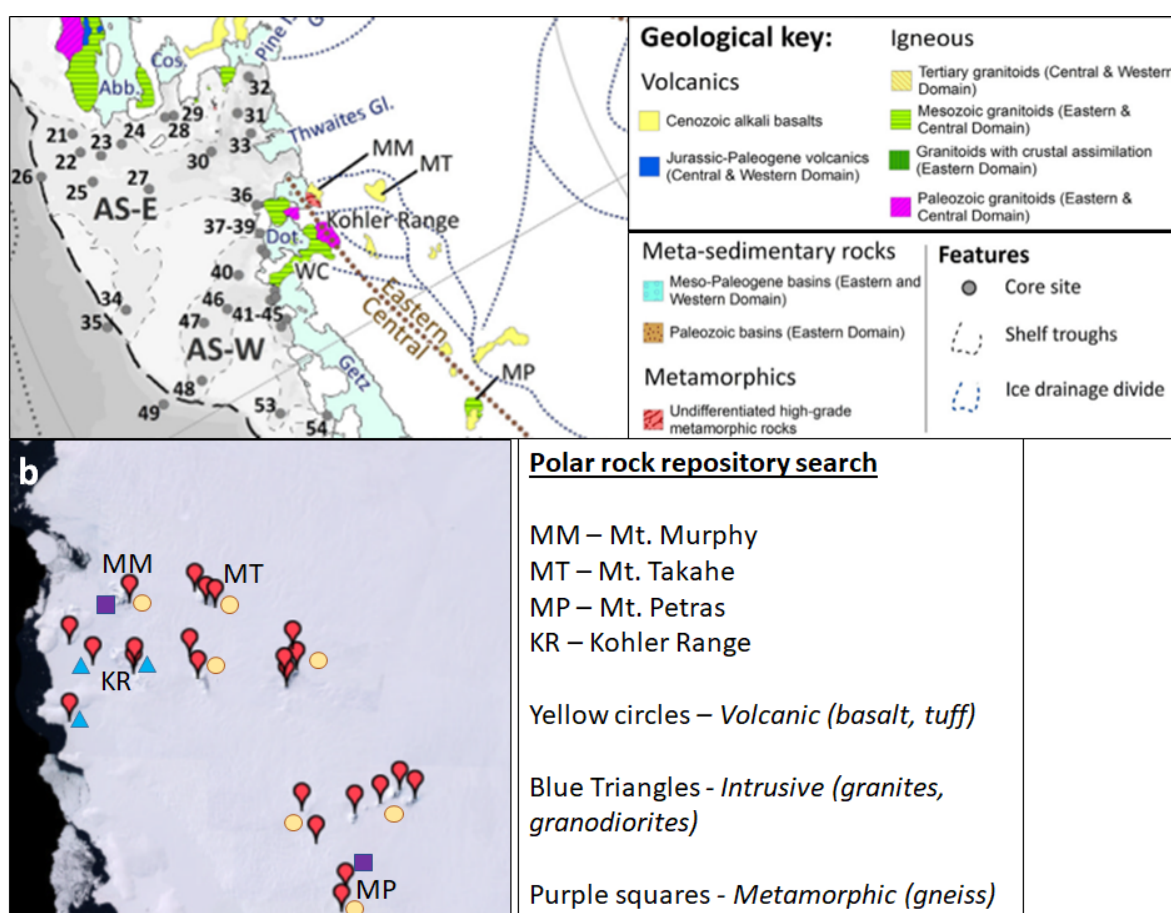 Abb.
Cos.
Pine I
G
Thwaites Gl.
32
29
28
31
24
23
21
22
33
30
26
25
27
AS-E
MM
MT
36
Kohler Range
37-39
Dot.
WC
40
Eastern
Central
34
46
41-45
35
47
AS-W
Getz
MP
48
49
53
54
Geological key:
Volcanics
Cenozoic alkali basalts
Jurassic-Paleogene volcanics
(Central & Western Domain)
Igneous
Tertiary granitoids (Central & Western
Domain)
Mesozoic granitoids (Eastern &
Central Domain)
Granitoids with crustal assimilation
(Eastern Domain)
Paleozoic granitoids (Eastern &
Central Domain)
Meta-sedimentary rocks
Meso-Paleogene basins (Eastern and
Western Domain)
Paleozoic basins (Eastern Domain)
Metamorphics
Undifferentiated high-grade
metamorphic rocks
Features
Core site
Shelf troughs
Ice drainage divide
b
MM
MT
KR
MP
Polar rock repository search
MM – Mt. Murphy
MT – Mt. Takahe
MP – Mt. Petras
KR – Kohler Range
Yellow circles – Volcanic (basalt, tuff)
Blue Triangles - Intrusive (granites,
granodiorites)
Purple squares - Metamorphic (gneiss)